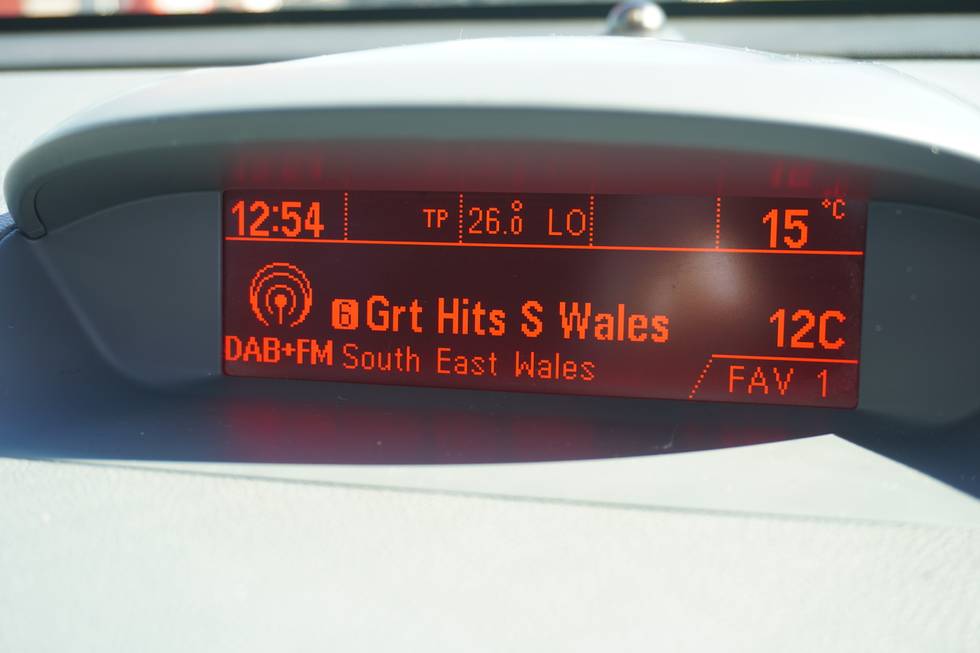 12:54 TP 26.0 LO 15 °C
6 Grt Hits S Wales 12C
DAB+FM South East Wales FAV 1